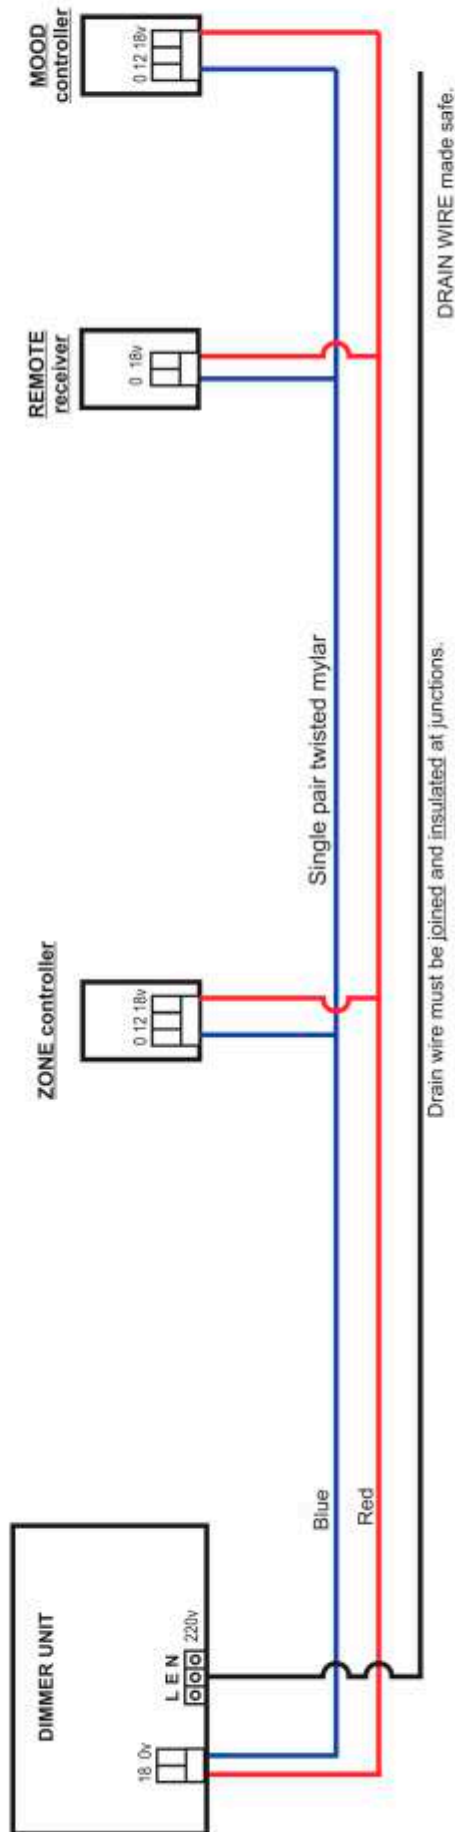 MOOD
controller
0 12 18v
REMOTE
receiver
0 18v
ZONE controller
0 12 18v
Single pair twisted mylar
DIMMER UNIT
L E N
220v
18 0v
Blue
Red
Drain wire must be joined and insulated at junctions.
DRAIN WIRE made safe.